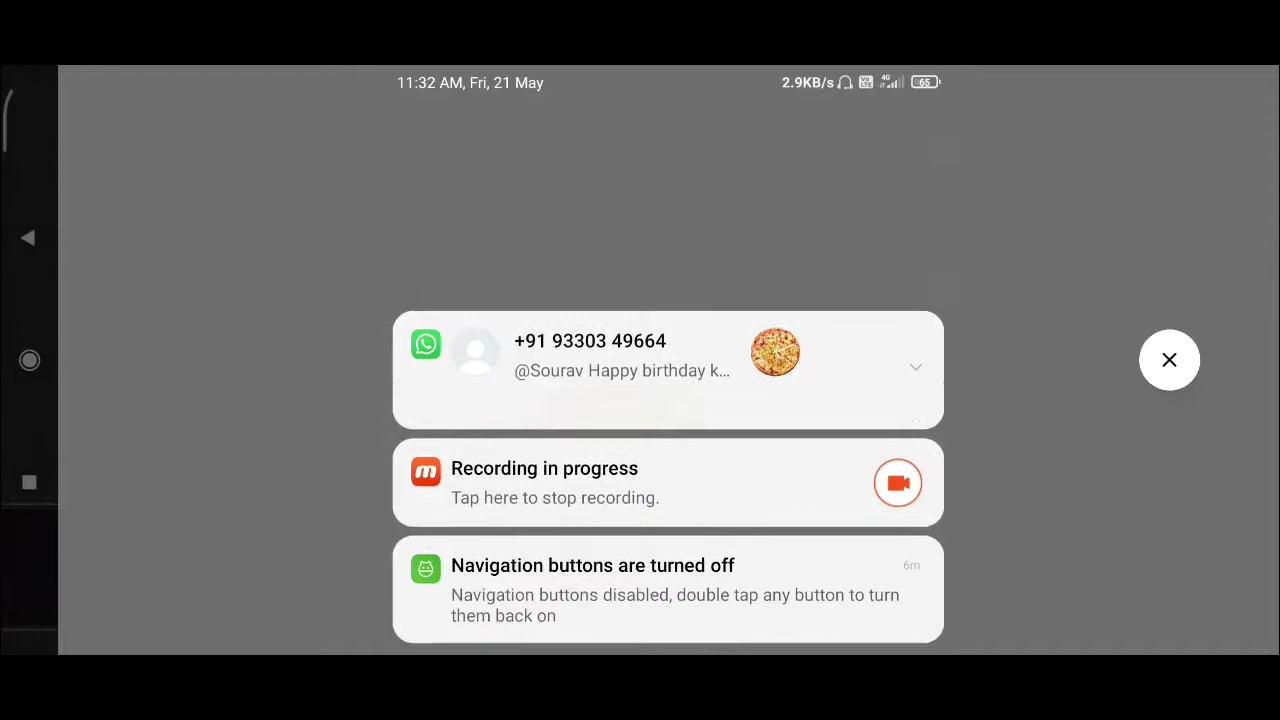 11:32 AM, Fri, 21 May
2.9KB/s
4G
65
+91 93303 49664
@Sourav Happy birthday k...
Recording in progress
Tap here to stop recording.
Navigation buttons are turned off
6m
Navigation buttons disabled, double tap any button to turn
them back on